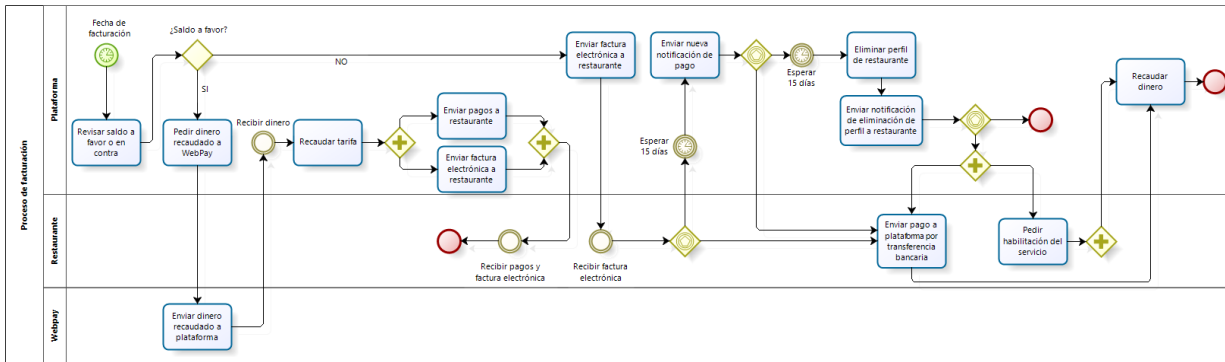 Proceso de facturación
Plataforma
Restaurante
Webpay
Fecha de
facturación
¿Saldo a favor?
NO
SI
Revisar saldo a
favor o en
contra
Pedir dinero
recaudado a
WebPay
Recibir dinero
Recaudar tarifa
Enviar pagos a
restaurante
Enviar factura
electrónica a
restaurante
Enviar factura
electrónica a
restaurante
Enviar nueva
notificación de
pago
Esperar
15 días
Esperar
15 días
Eliminar perfil
de restaurante
Enviar notificación
de eliminación de
perfil a restaurante
Recaudar
dinero
Recibir pagos y
factura electrónica
Recibir factura
electrónica
Enviar pago a
plataforma por
transferencia
bancaria
Pedir
habilitación del
servicio
Enviar dinero
recaudado a
plataforma